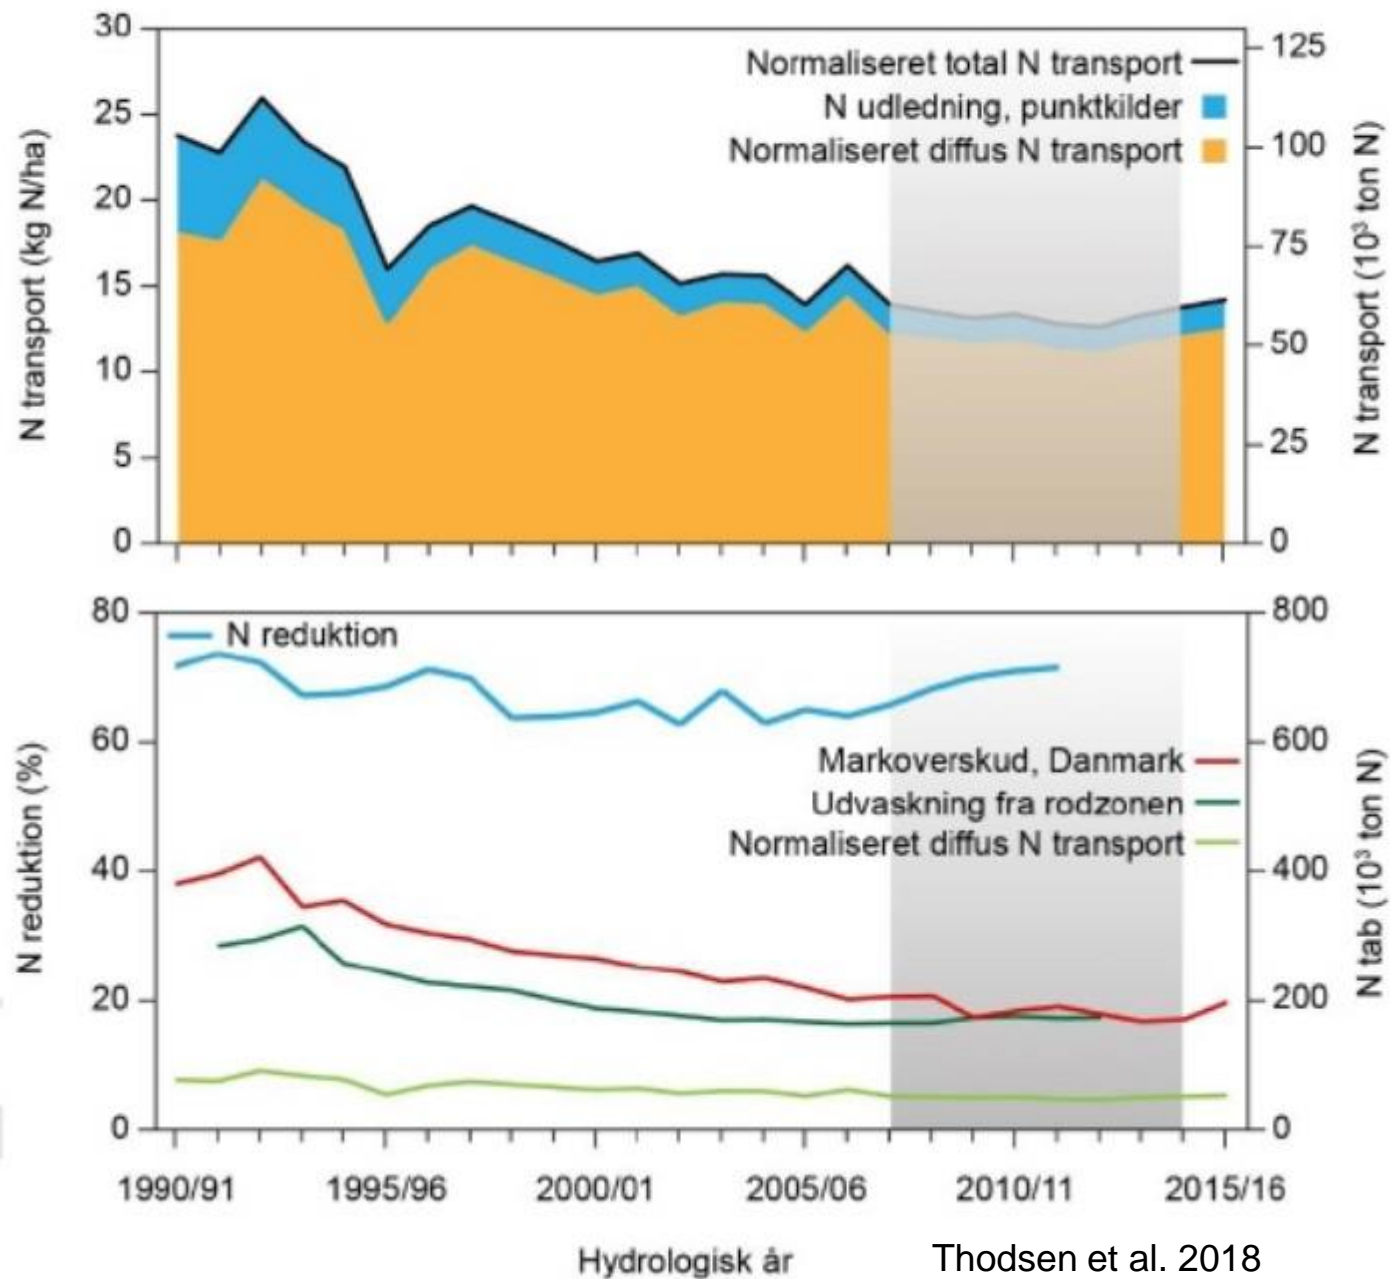 30
25
20
15
10
5
0
N transport (kg N/ha)
Normaliseret total N transport
N udledning, punktkilder
Normaliseret diffus N transport
125
100
75
50
25
0
N transport (10³ ton N)
80
60
40
20
0
N reduktion (%)
N reduktion
Markoverskud, Danmark
Udvaskning fra rodzonen
Normaliseret diffus N transport
800
600
400
200
0
N tab (10³ ton N)
1990/91 1995/96 2000/01 2005/06 2010/11 2015/16
Hydrologisk år
Thodsen et al. 2018